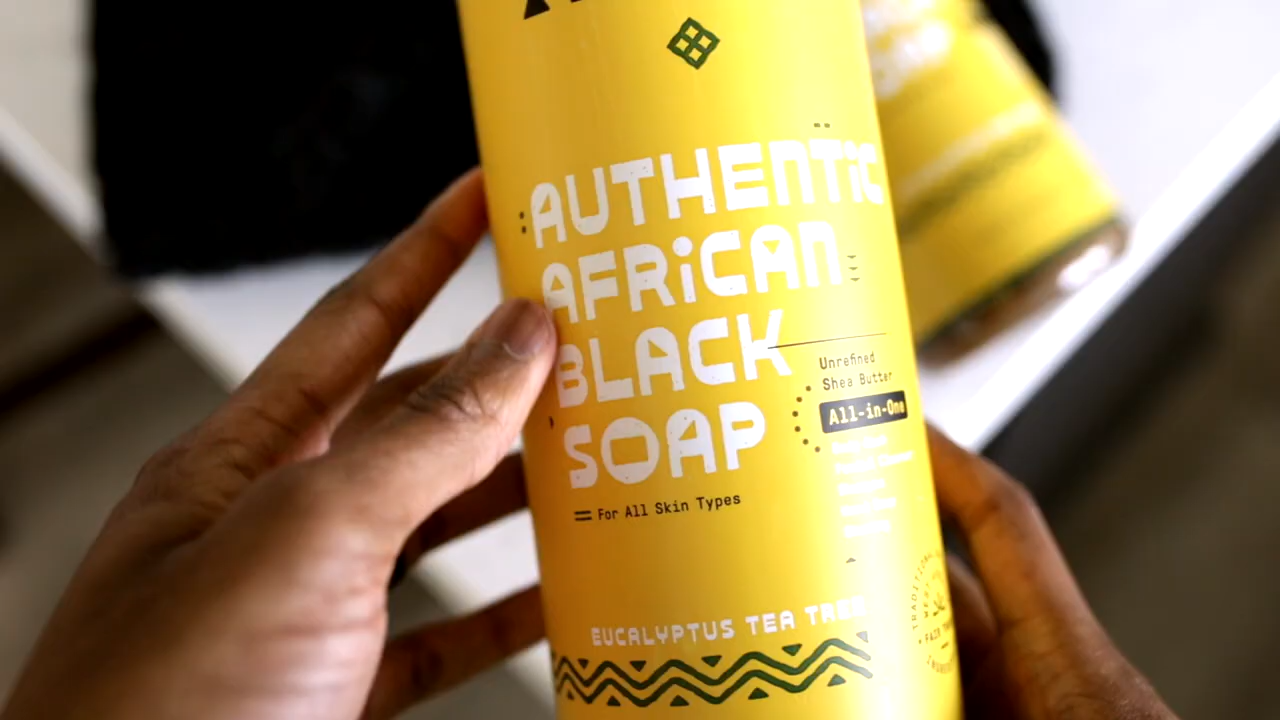 AUTHENTIC
AFRICAN
BLACK
SOAP
Unrefined
Shea Butter
All-in-One
For All Skin Types
EUCALYPTUS TEA TREE